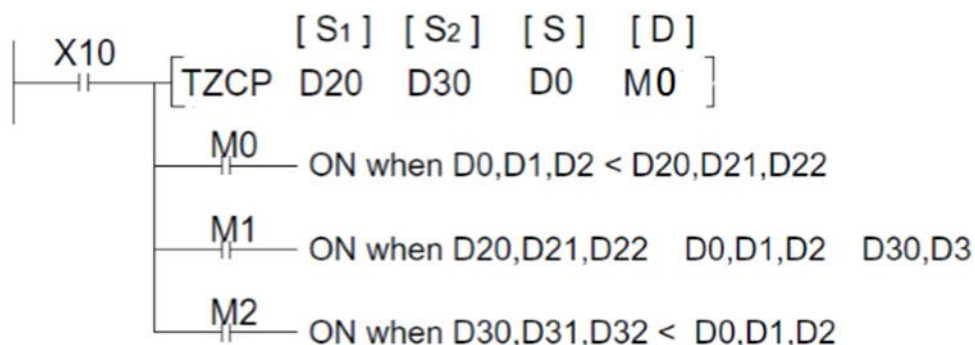 [ S1 ] [ S2 ] [ S ] [ D ]
X10
[ TZCP D20 D30 D0 M0 ]
M0
ON when D0,D1,D2 < D20,D21,D22
M1
ON when D20,D21,D22 D0,D1,D2 D30,D3
M2
ON when D30,D31,D32 < D0,D1,D2